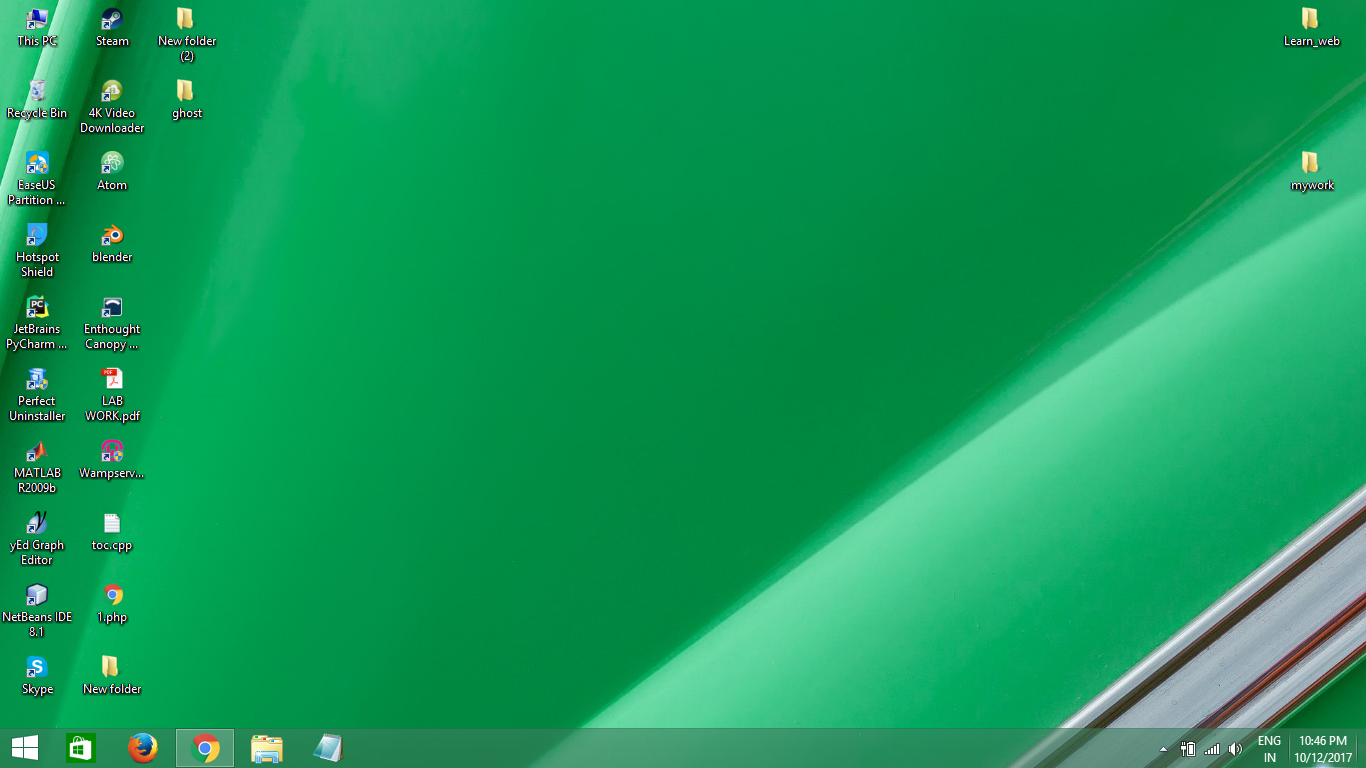 This PC
Recycle Bin
EaseUS
Partition ...
Hotspot
Shield
JetBrains
PyCharm ...
Perfect
Uninstaller
MATLAB
R2009b
yEd Graph
Editor
NetBeans IDE
8.1
Skype
Steam
4K Video
Downloader
Atom
blender
Enthought
Canopy ...
LAB
WORK.pdf
Wampserv...
toc.cpp
1.php
New folder
New folder
(2)
ghost
Learn_web
mywork
ENG
IN
10:46 PM
10/12/2017